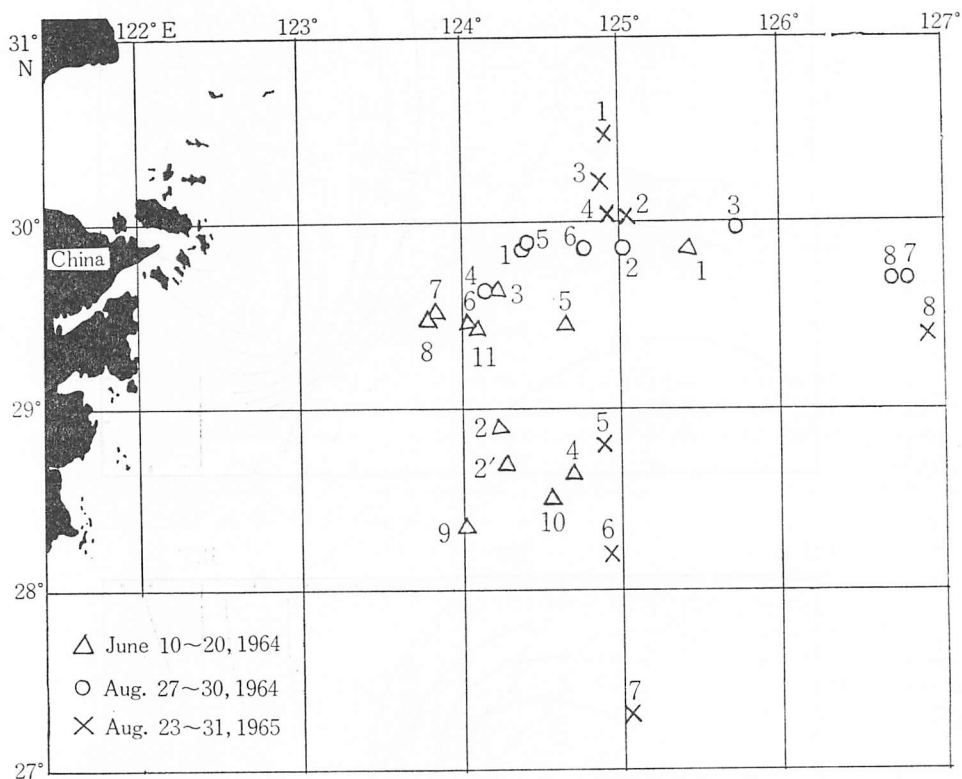 122° E 123 124° 125° 126° 127°
31°
N
1
3
4 2
30°
3
China
1 5 6 2 1 8 7
4 3
7 6 5 8
8 11
29°
2 5
2′ 4
10
9 6
28°
△ June 10~20, 1964
○ Aug. 27~30, 1964
× Aug. 23~31, 1965
7
27°